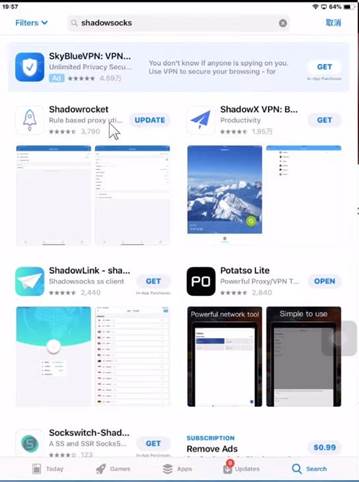 19:57
64%
Filters
shadowsocks
取消
SkyBlueVPN: VPN...
Unlimited Privacy Secu...
Ad 4.8万
You don't know if anyone is spying on you.
Use VPN to secure your browsing - for
GET
In-App Purchases
Shadowrocket
Rule based proxy uti...
3,790
UPDATE
ShadowX VPN: B...
Productivity
1.95万
GET
ShadowLink - sha...
Shadowsocks ss client
2,440
GET
In-App Purchases
PO
Potatso Lite
Powerful Proxy/VPN T...
2,640
OPEN
Powerful network tool
Simple to use
Sockswitch-Shad...
A SS and SSR Socks5...
123
GET
In-App Purchases
SUBSCRIPTION
Remove Ads
$0.99
Today
Games
Apps
Updates
Search